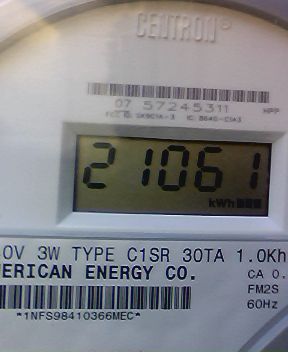 CENTRON®
07 57245311
21061
kWh
0V 3W TYPE C1SR 30TA 1.0Kh
ERICAN ENERGY CO.
CA 0.
FM2S
*1NFS98410366MEC*
60Hz